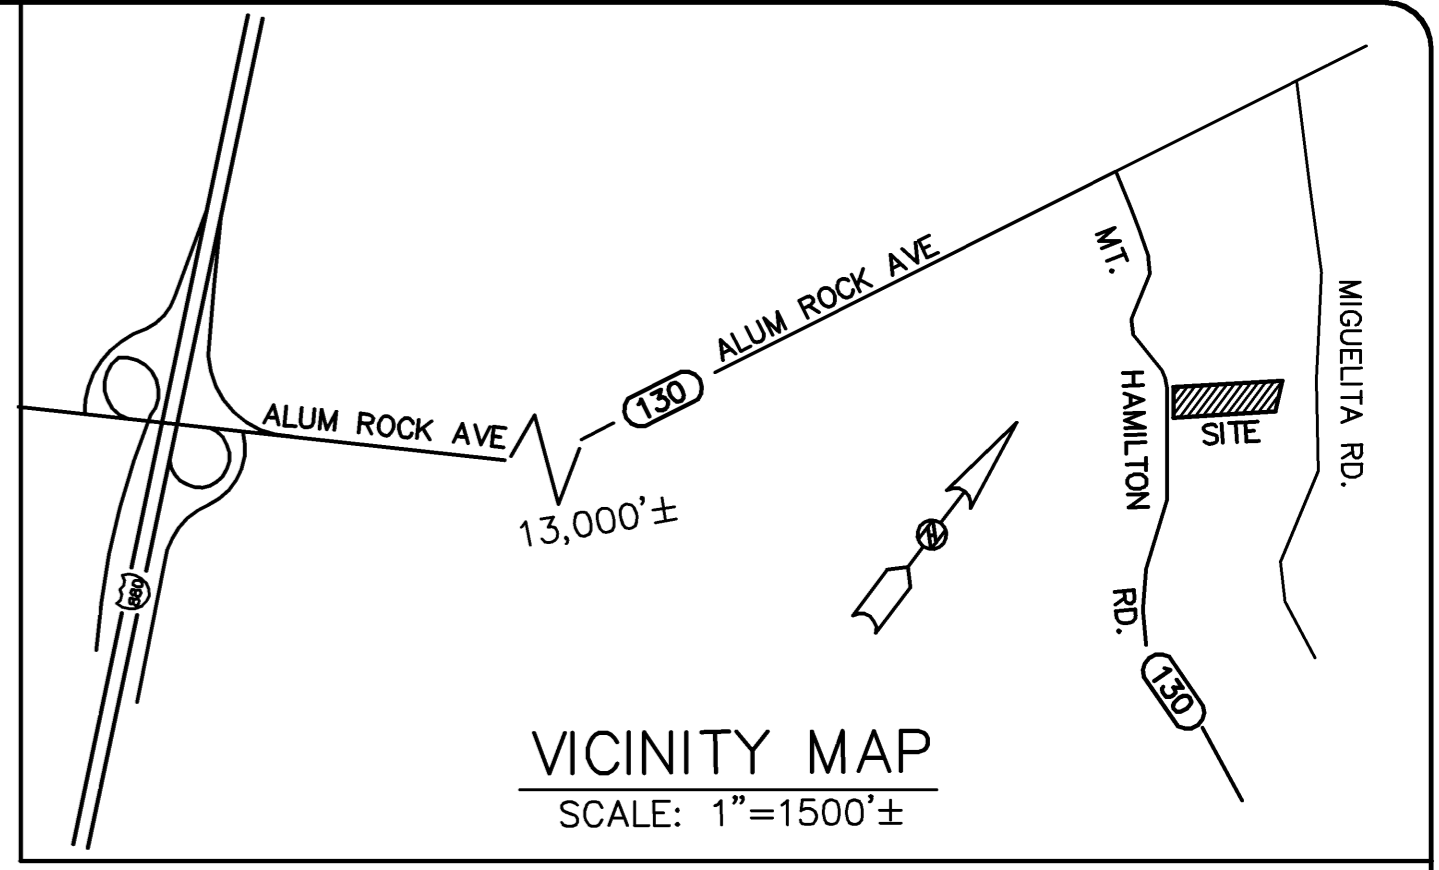 ALUM ROCK AVE
130
ALUM ROCK AVE
13,000'±
880
MT.
HAMILTON
RD.
130
SITE
MIGUELITA RD.
N
VICINITY MAP
SCALE: 1"=1500'±